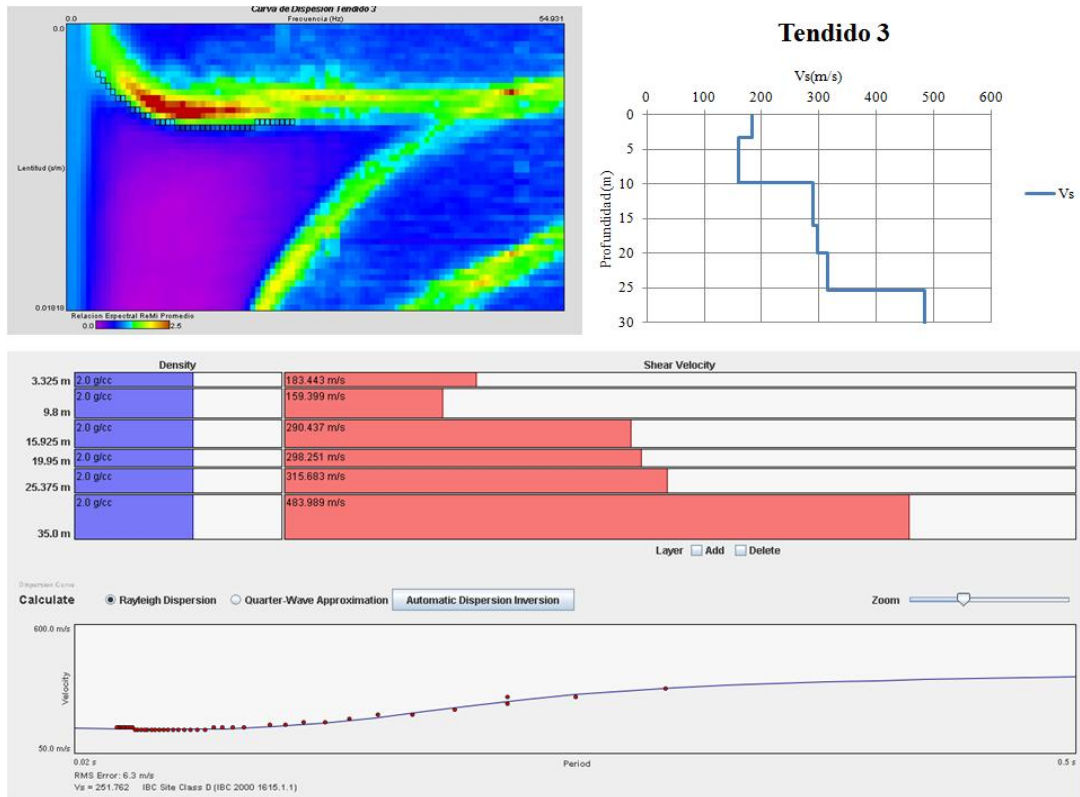 Curva de Dispesión Tendido 3
0.0 Frecuencia (Hz) 54.931
0.0
Lentitud (s/m)
0.01818
Relacion Espectral ReMi Promedio
0.0 2.5
Tendido 3
Vs(m/s)
0 100 200 300 400 500 600
0
5
10
15
20
25
30
Profundidad(m)
Vs
Density Shear Velocity
3.325 m 2.0 g/cc 183.443 m/s
9.8 m 2.0 g/cc 159.399 m/s
15.925 m 2.0 g/cc 290.437 m/s
19.95 m 2.0 g/cc 298.251 m/s
25.375 m 2.0 g/cc 315.683 m/s
35.0 m 2.0 g/cc 483.989 m/s
Layer Add Delete
Dispersion Curve
Calculate Rayleigh Dispersion Quarter-Wave Approximation Automatic Dispersion Inversion Zoom
600.0 m/s
Velocity
50.0 m/s
0.02 s Period 0.5 s
RMS Error: 6.3 m/s
Vs = 251.762 IBC Site Class D (IBC 2000 1615.1.1)